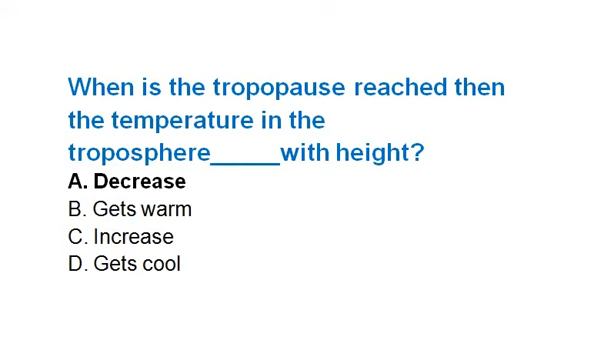 When is the tropopause reached then
the temperature in the
troposphere_____with height?
A. Decrease
B. Gets warm
C. Increase
D. Gets cool